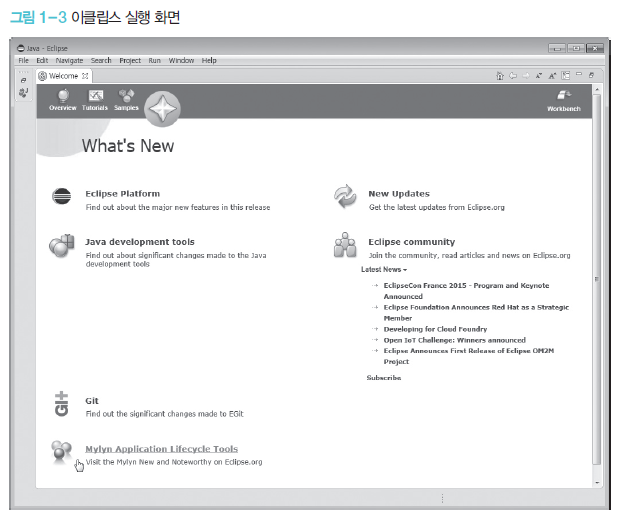 그림 1-3 이클립스 실행 화면
Java - Eclipse
File Edit Navigate Search Project Run Window Help
Welcome
Overview Tutorials Samples Workbench
What's New
Eclipse Platform
Find out about the major new features in this release
New Updates
Get the latest updates from Eclipse.org
Java development tools
Find out about significant changes made to the Java
development tools
Eclipse community
Join the community, read articles and news on Eclipse.org
Latest News
EclipseCon France 2015 - Program and Keynote
Announced
Eclipse Foundation Announces Red Hat as a Strategic
Member
Developing for Cloud Foundry
Open IoT Challenge: Winners announced
Eclipse Announces First Release of Eclipse OM2M
Project
Subscribe
Git
Git
Find out the significant changes made to EGit
Mylyn Application Lifecycle Tools
Visit the Mylyn New and Noteworthy on Eclipse.org